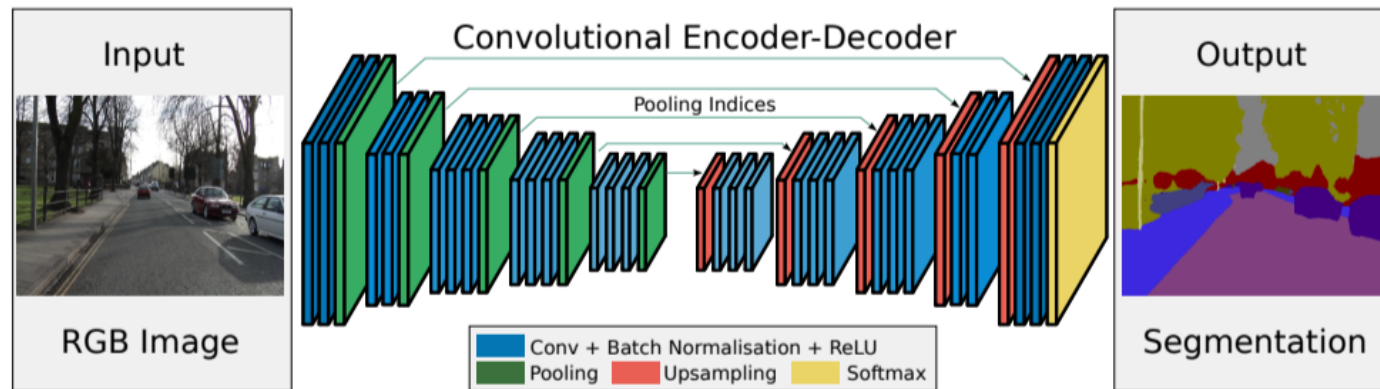 Input
RGB Image
Convolutional Encoder-Decoder
Pooling Indices
Conv + Batch Normalisation + ReLU
Pooling Upsampling Softmax
Output
Segmentation